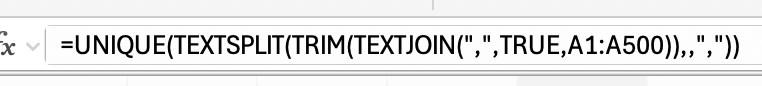 fx
=UNIQUE(TEXTSPLIT(TRIM(TEXTJOIN(",",TRUE,A1:A500)),,","))